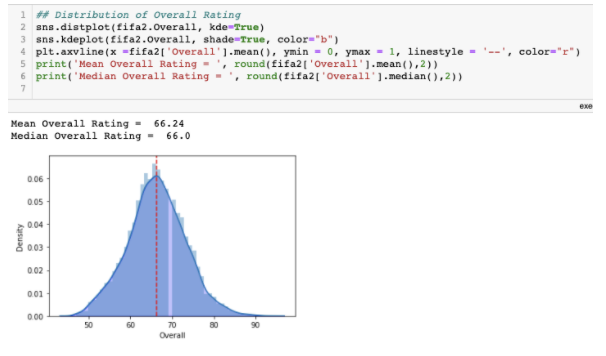 1 ## Distribution of Overall Rating
2 sns.distplot(fifa2.Overall, kde=True)
3 sns.kdeplot(fifa2.Overall, shade=True, color="b")
4 plt.axvline(x =fifa2['Overall'].mean(), ymin = 0, ymax = 1, linestyle = '--', color="r")
5 print('Mean Overall Rating = ', round(fifa2['Overall'].mean(),2))
6 print('Median Overall Rating = ', round(fifa2['Overall'].median(),2))
7
exe
Mean Overall Rating =  66.24
Median Overall Rating =  66.0
0.06
0.05
0.04
0.03
0.02
0.01
0.00
Density
50 60 70 80 90
Overall